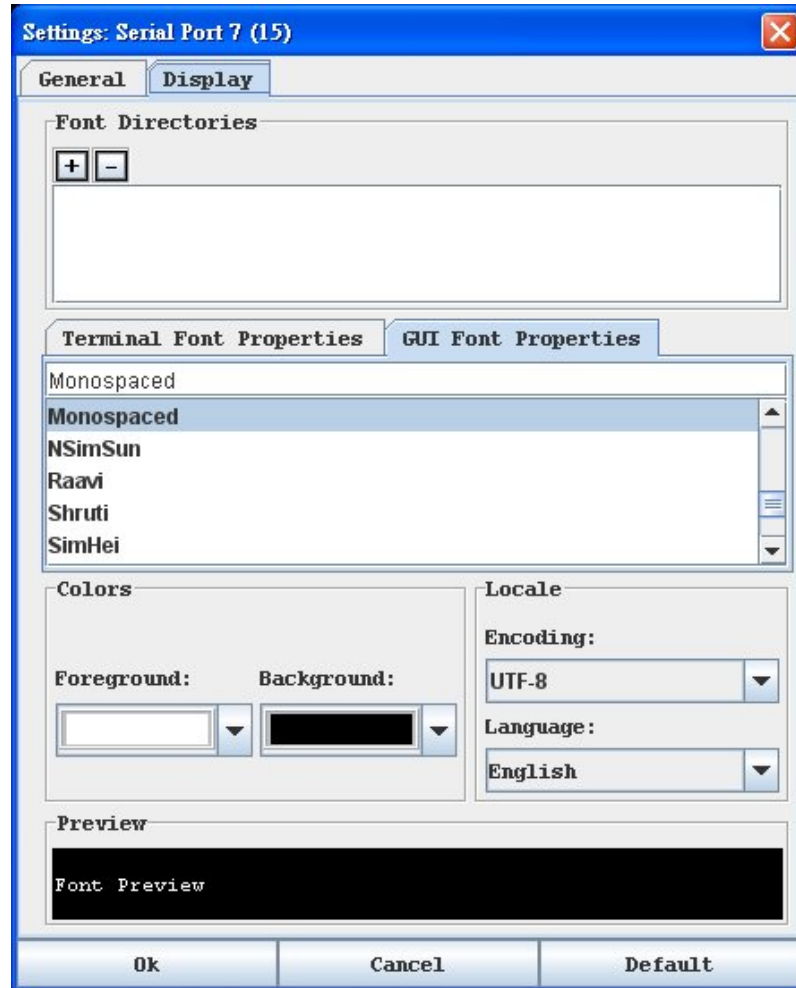 Settings: Serial Port 7 (15)
General Display
Font Directories
+ -
Terminal Font Properties GUI Font Properties
Monospaced
Monospaced
NSimSun
Raavi
Shruti
SimHei
Colors Locale
Encoding:
Foreground: Background: UTF-8
Language:
English
Preview
Font Preview
Ok Cancel Default